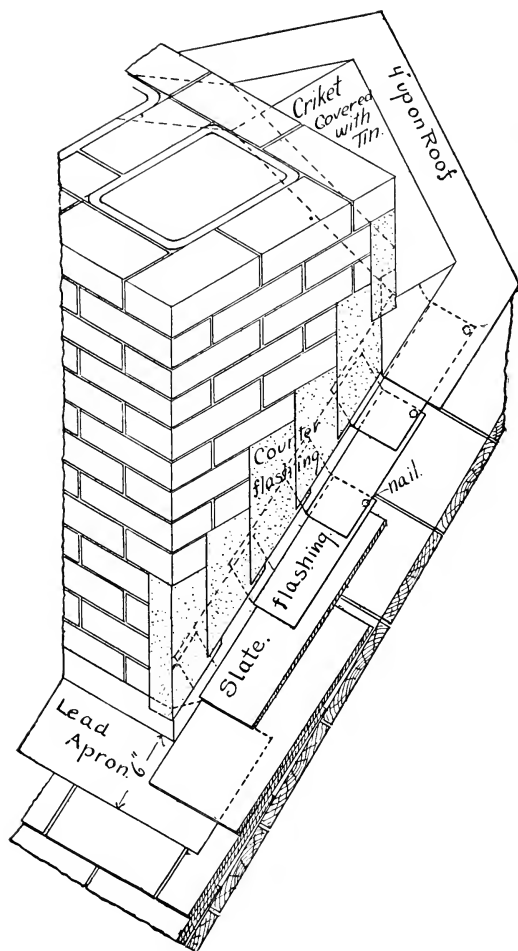 Criket
Covered
with
Tin.
4" upon Roof
Counter
flashing
nail.
flashing
Slate.
Lead
Apron.
6"